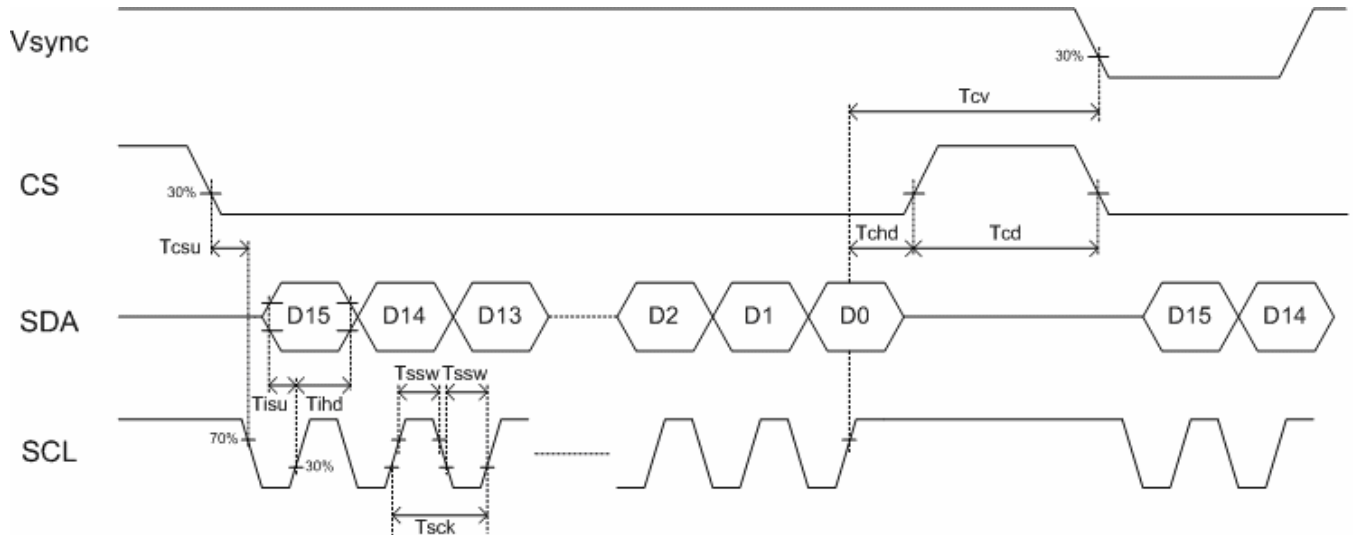 Vsync
30%
Tcv
CS
30%
Tcsu
Tchd
Tcd
SDA
D15
D14
D13
D2
D1
D0
D15
D14
Tisu
Tihd
Tssw
Tssw
SCL
70%
30%
Tsck